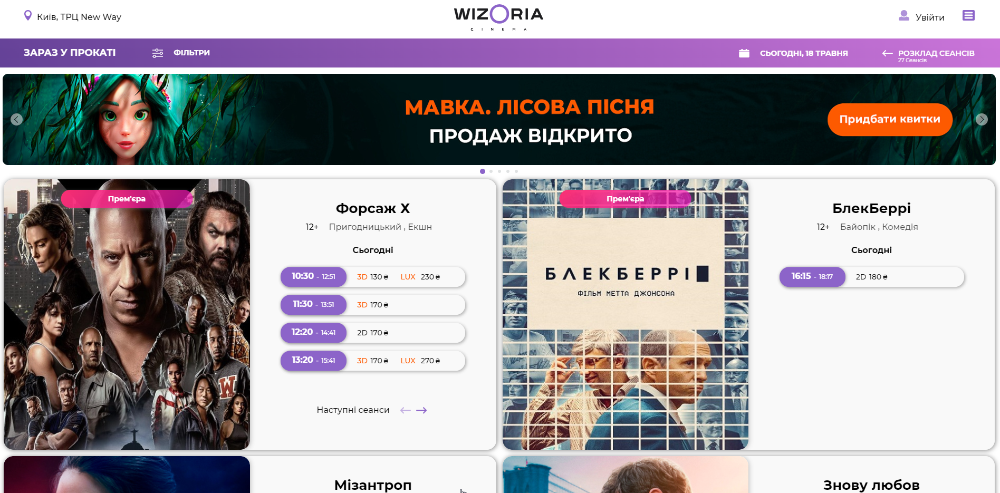 Київ, ТРЦ New Way
WIZORIA
CINEMA
Увійти
ЗАРАЗ У ПРОКАТІ
ФІЛЬТРИ
СЬОГОДНІ, 18 ТРАВНЯ
РОЗКЛАД СЕАНСІВ
27 Сеансів
МАВКА. ЛІСОВА ПІСНЯ
ПРОДАЖ ВІДКРИТО
Придбати квитки
Прем'єра
Форсаж X
12+ Пригодницький , Екшн
Сьогодні
10:30 - 12:51 3D 130 ₴ LUX 230 ₴
11:30 - 13:51 3D 170 ₴
12:20 - 14:41 2D 170 ₴
13:20 - 15:41 3D 170 ₴ LUX 270 ₴
Наступні сеанси
W
Прем'єра
БЛЕКБЕРРІ
ФІЛЬМ МЕТТА ДЖОНСОНА
БлекБеррі
12+ Байопік , Комедія
Сьогодні
16:15 - 18:17 2D 180 ₴
Мізантроп
Знову любов